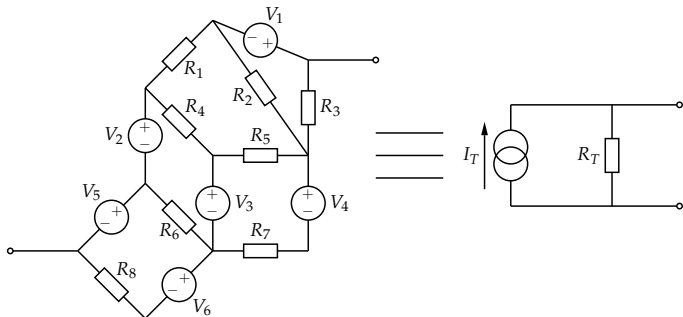 V1
− +
R1
R2
R3
R4
R5
+
−
V2
V5
+
−
+
−
V3
+
−
V4
IT
RT
R6
R7
R8
+
−
V6